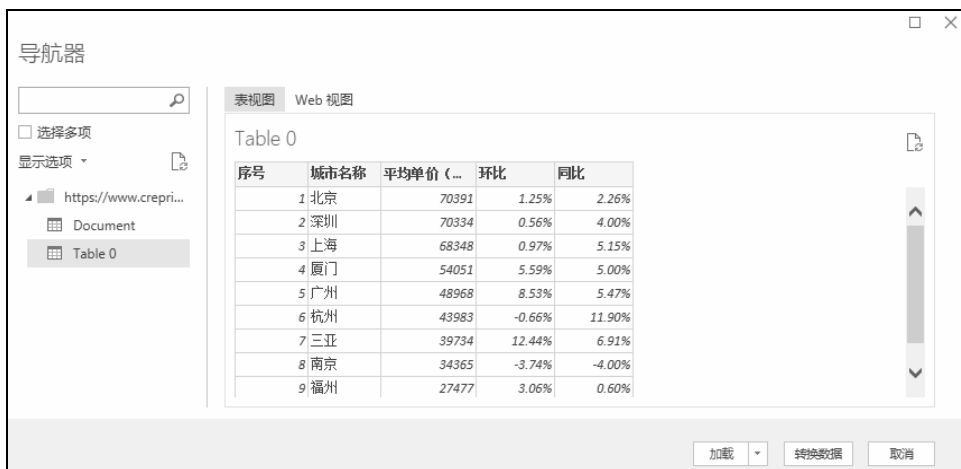 导航器
表视图 Web 视图
选择多项
显示选项
https://www.crepri...
Document
Table 0
Table 0
序号 城市名称 平均单价 (... 环比 同比
1 北京 70391 1.25% 2.26%
2 深圳 70334 0.56% 4.00%
3 上海 68348 0.97% 5.15%
4 厦门 54051 5.59% 5.00%
5 广州 48968 8.53% 5.47%
6 杭州 43983 -0.66% 11.90%
7 三亚 39734 12.44% 6.91%
8 南京 34365 -3.74% -4.00%
9 福州 27477 3.06% 0.60%
加载 转换数据 取消